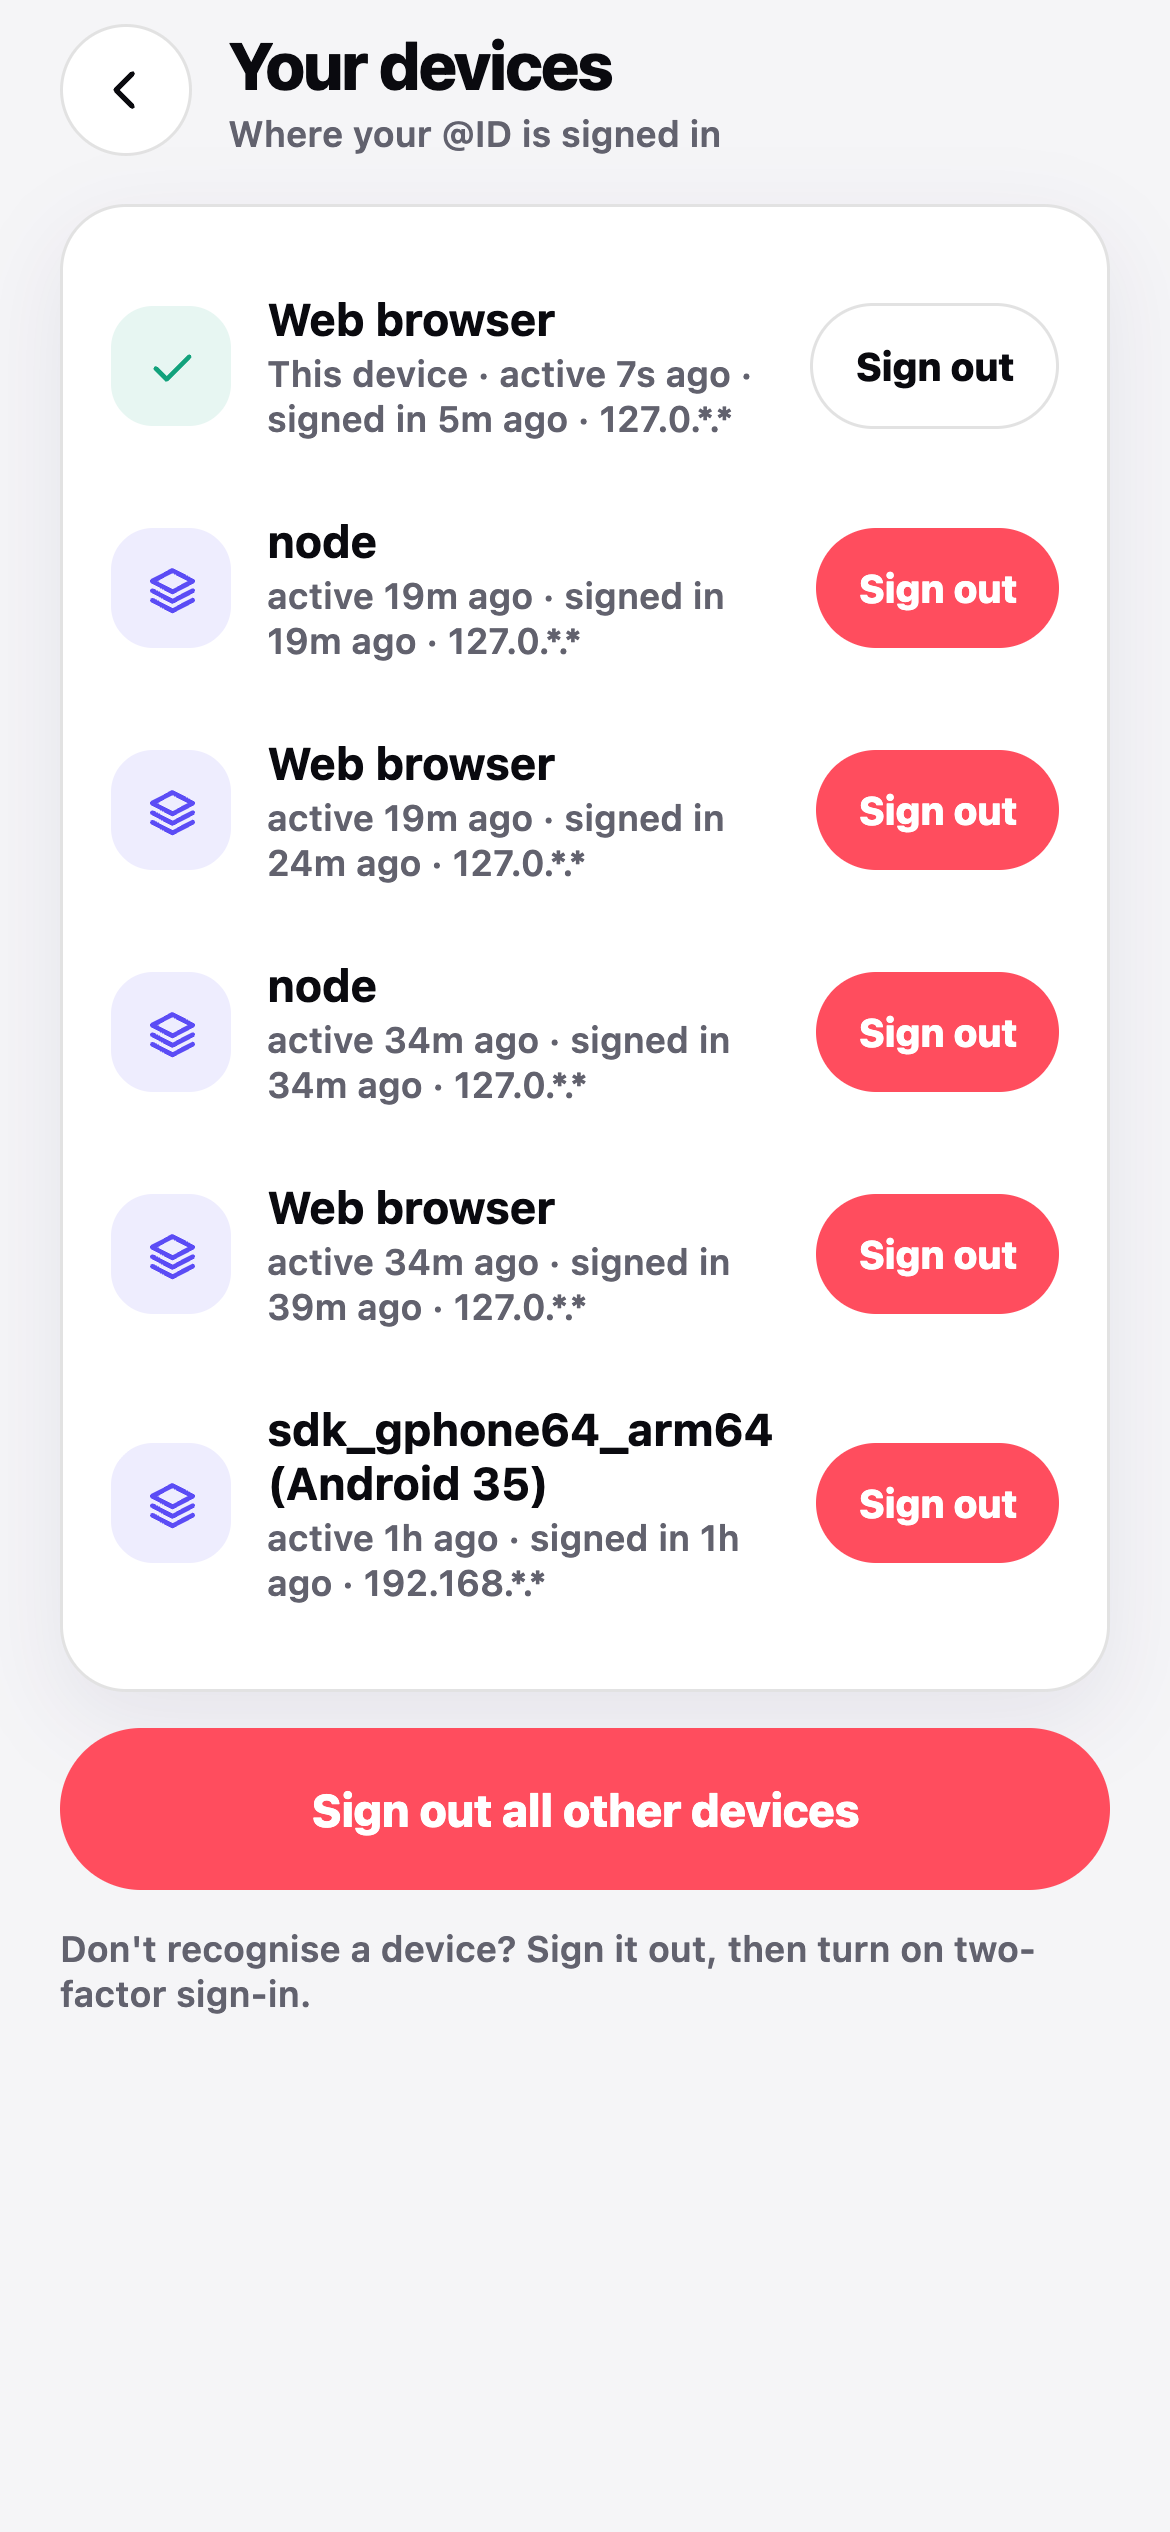 Your devices
Where your @ID is signed in
Web browser
This device · active 7s ago ·
signed in 5m ago · 127.0.*.*
Sign out
node
active 19m ago · signed in
19m ago · 127.0.*.*
Sign out
Web browser
active 19m ago · signed in
24m ago · 127.0.*.*
Sign out
node
active 34m ago · signed in
34m ago · 127.0.*.*
Sign out
Web browser
active 34m ago · signed in
39m ago · 127.0.*.*
Sign out
sdk_gphone64_arm64
(Android 35)
active 1h ago · signed in 1h
ago · 192.168.*.*
Sign out
Sign out all other devices
Don't recognise a device? Sign it out, then turn on two-
factor sign-in.